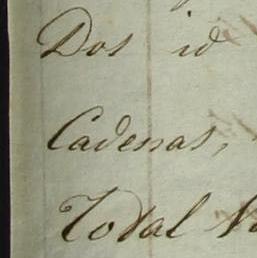 Dos id
Cadenas,
Total